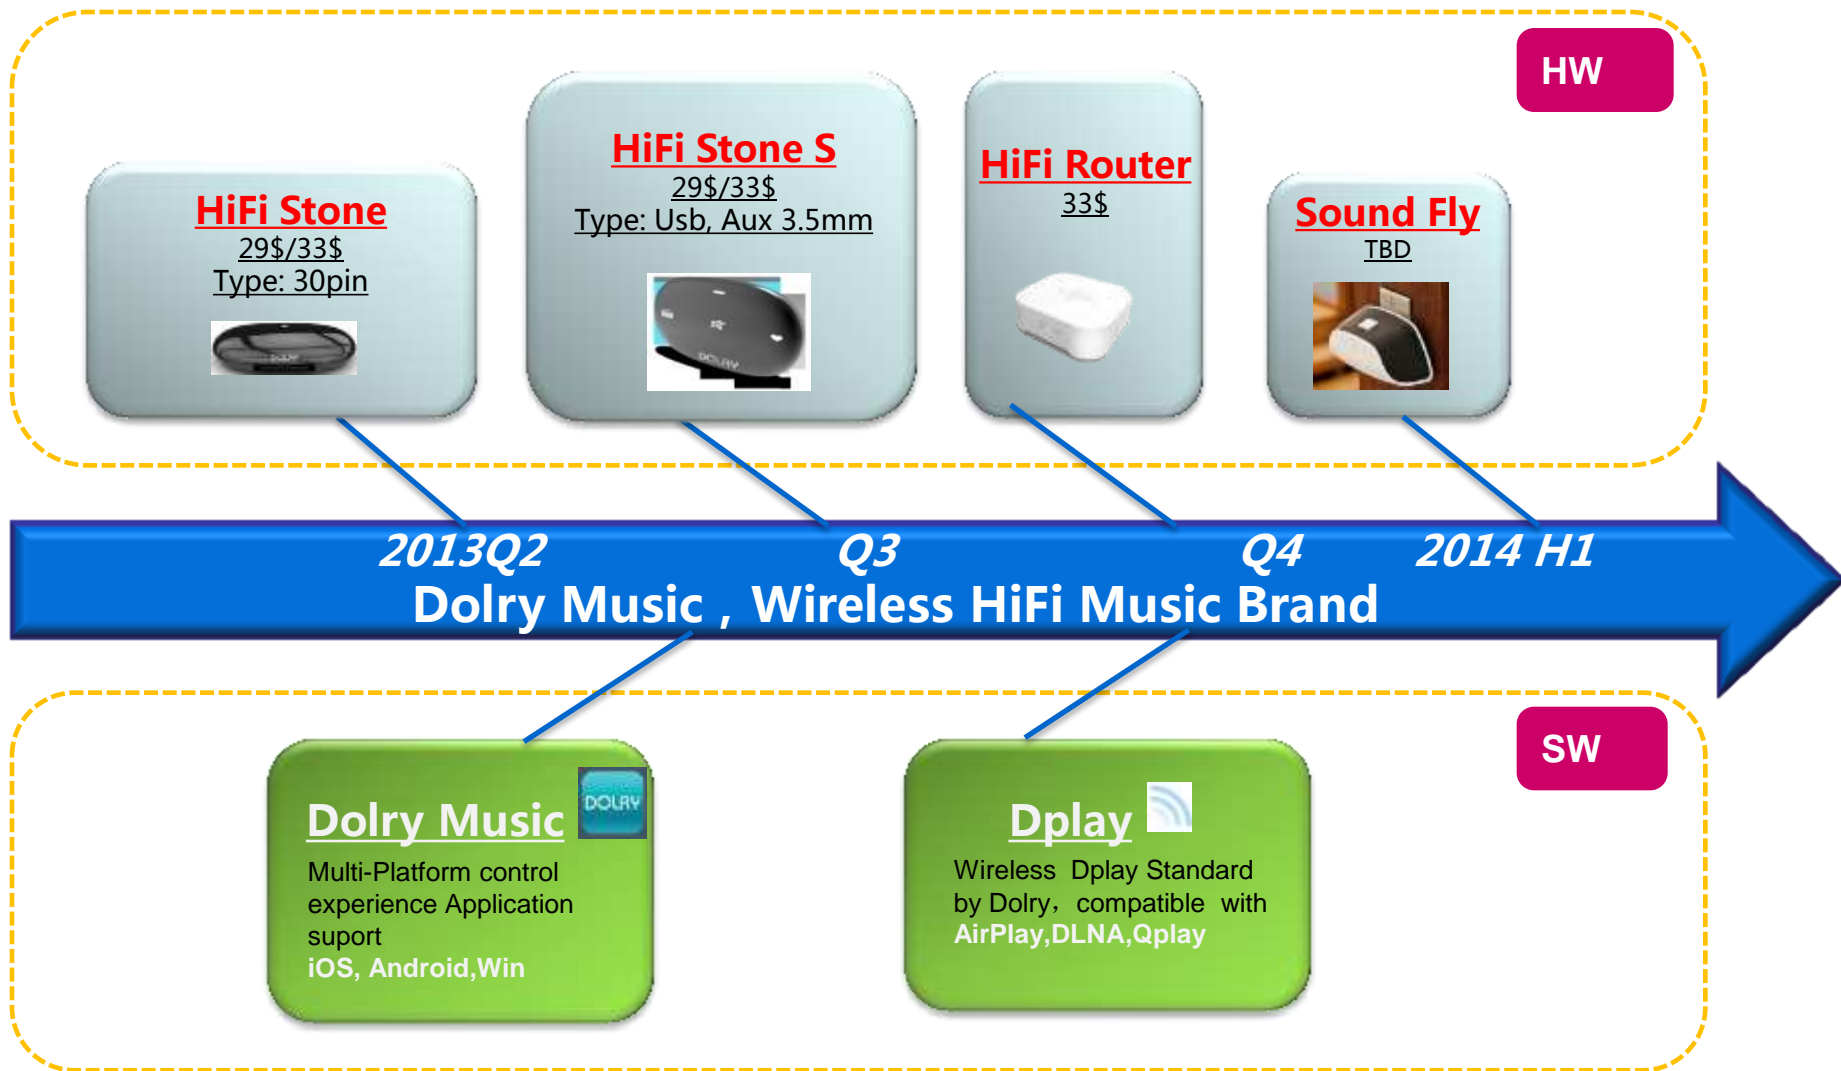 HW
HiFi Stone
29$/33$
Type: 30pin
HiFi Stone S
29$/33$
Type: Usb, Aux 3.5mm
DOLRY
HiFi Router
33$
Sound Fly
TBD
2013Q2
Q3
Q4
2014 H1
Dolry Music , Wireless HiFi Music Brand
SW
Dolry Music
DOLRY
Multi-Platform control
experience Application
suport
iOS, Android,Win
Dplay
Wireless Dplay Standard
by Dolry，compatible with
AirPlay,DLNA,Qplay